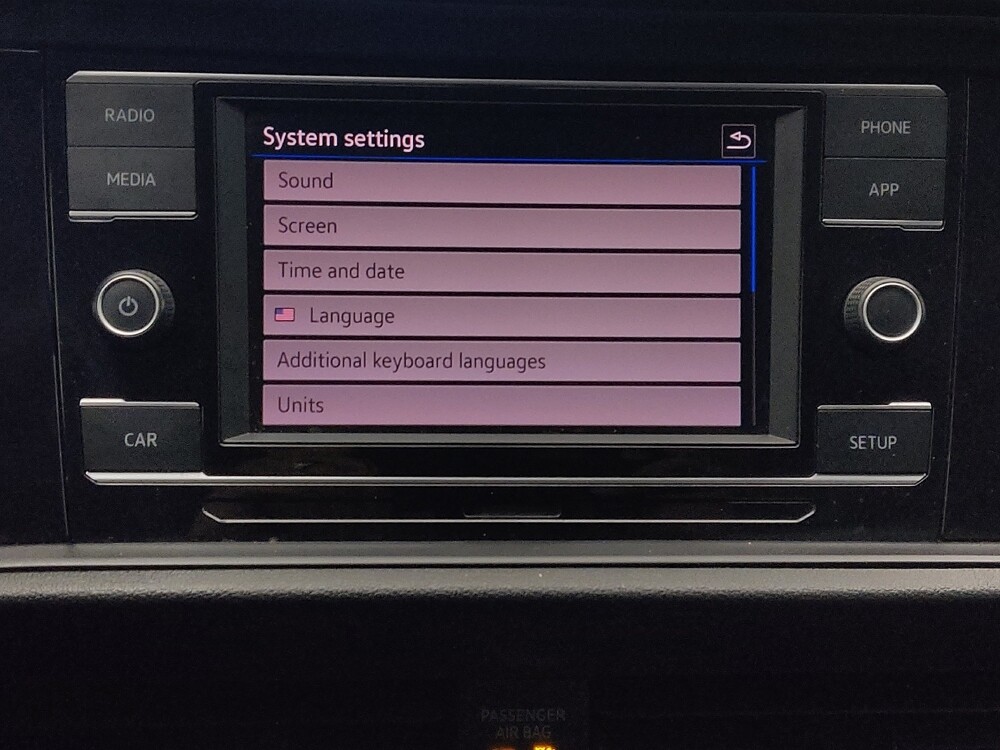 RADIO
MEDIA
CAR
System settings
Sound
Screen
Time and date
Language
Additional keyboard languages
Units
PHONE
APP
SETUP
PASSENGER
AIR BAG